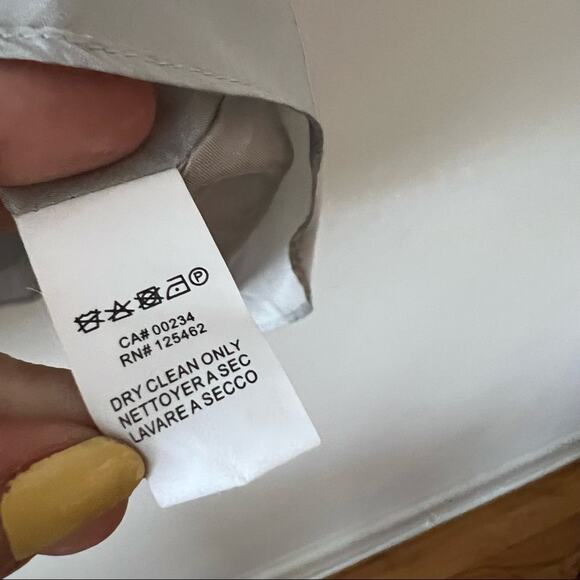 P
CA# 00234
RN# 125462
DRY CLEAN ONLY
NETTOYER A SEC
LAVARE A SECCO